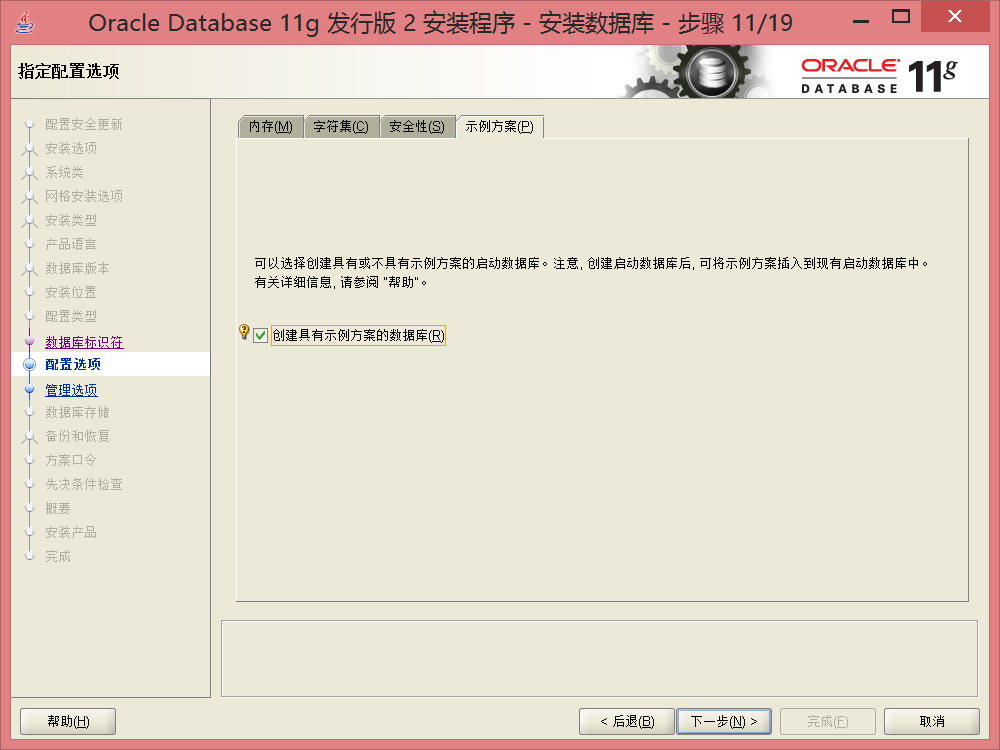 Oracle Database 11g 发行版 2 安装程序 - 安装数据库 - 步骤 11/19
指定配置选项
ORACLE
DATABASE
11g
配置安全更新
安装选项
系统类
网格安装选项
安装类型
产品语言
数据库版本
安装位置
配置类型
数据库标识符
配置选项
管理选项
数据库存储
备份和恢复
方案口令
先决条件检查
概要
安装产品
完成
内存(M) 字符集(C) 安全性(S) 示例方案(P)
可以选择创建具有或不具有示例方案的启动数据库。注意, 创建启动数据库后, 可将示例方案插入到现有启动数据库中。
有关详细信息, 请参阅 "帮助"。
创建具有示例方案的数据库(R)
帮助(H) < 后退(B) 下一步(N) > 完成(F) 取消